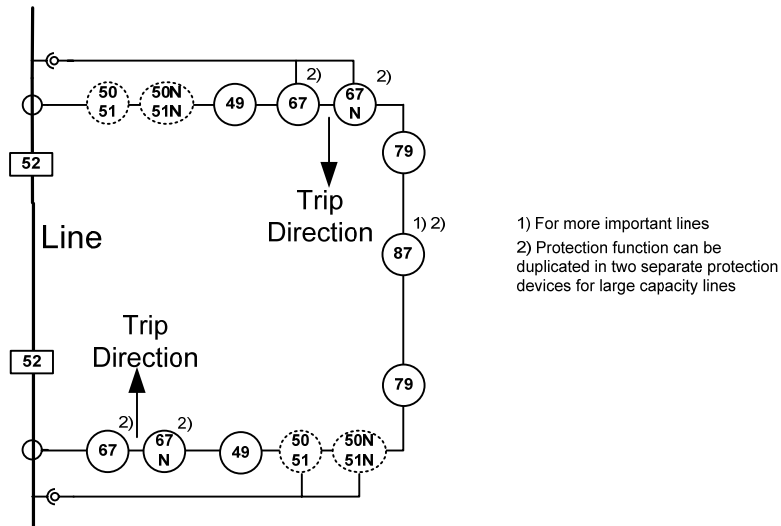 2)
2)
50
51
50N
51N
49
67
67
N
79
52
Trip
Direction
1) 2)
87
Line
1) For more important lines
2) Protection function can be
duplicated in two separate protection
devices for large capacity lines
Trip
Direction
52
79
2)
2)
67
67
N
49
50
51
50N
51N